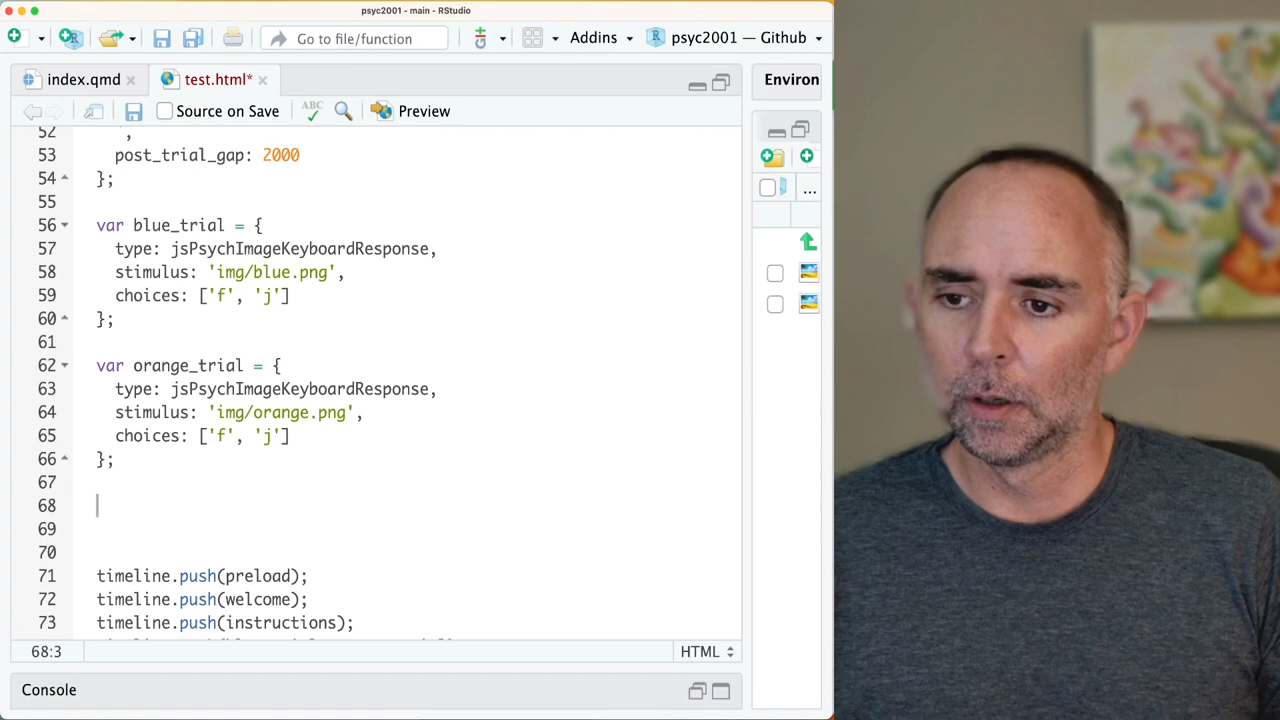 psyc2001 - main - RStudio
Go to file/function
Addins
psyc2001 — Github
index.qmd
test.html*
Environ
Source on Save
ABC
Preview
52 ',
53 post_trial_gap: 2000
54 };
55
56 var blue_trial = {
57 type: jsPsychImageKeyboardResponse,
58 stimulus: 'img/blue.png',
59 choices: ['f', 'j']
60 };
61
62 var orange_trial = {
63 type: jsPsychImageKeyboardResponse,
64 stimulus: 'img/orange.png',
65 choices: ['f', 'j']
66 };
67
68
69
70
71 timeline.push(preload);
72 timeline.push(welcome);
73 timeline.push(instructions);
...
68:3
HTML
Console